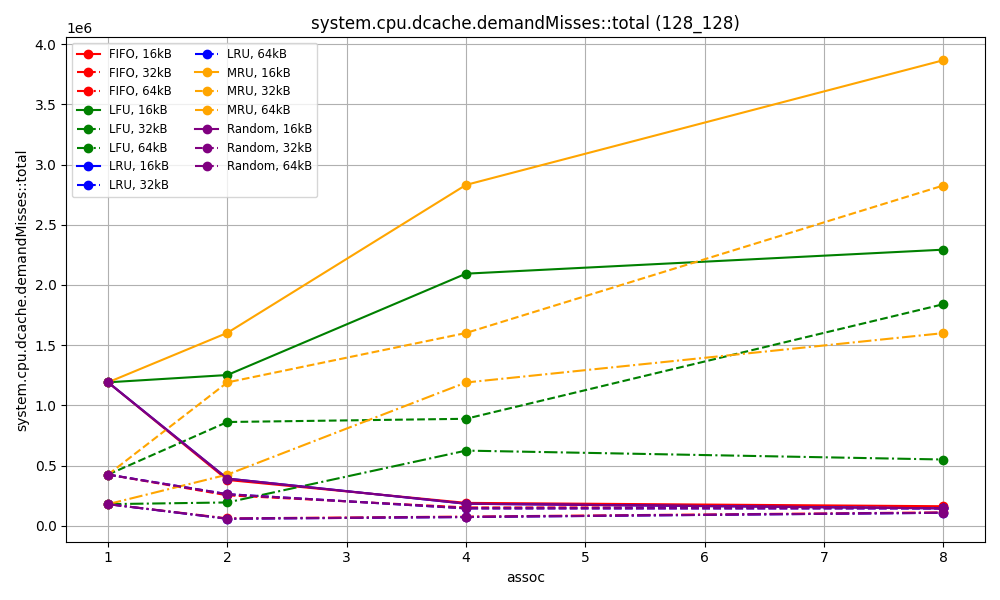 system.cpu.dcache.demandMisses::total (128_128)
1e6
FIFO, 16kB
FIFO, 32kB
FIFO, 64kB
LFU, 16kB
LFU, 32kB
LFU, 64kB
LRU, 16kB
LRU, 32kB
LRU, 64kB
MRU, 16kB
MRU, 32kB
MRU, 64kB
Random, 16kB
Random, 32kB
Random, 64kB
system.cpu.dcache.demandMisses::total
4.0
3.5
3.0
2.5
2.0
1.5
1.0
0.5
0.0
1 2 3 4 5 6 7 8
assoc